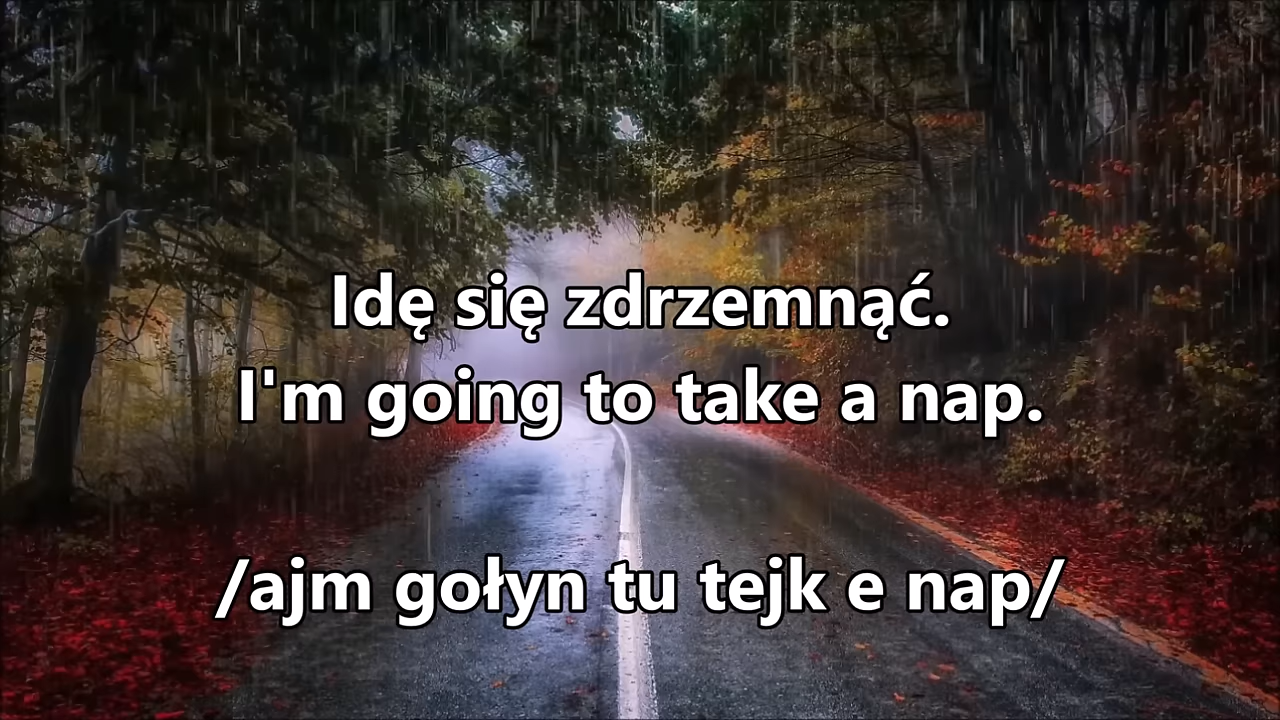 Idę się zdrzemnąć.
I'm going to take a nap.
/ajm gołyn tu tejk e nap/